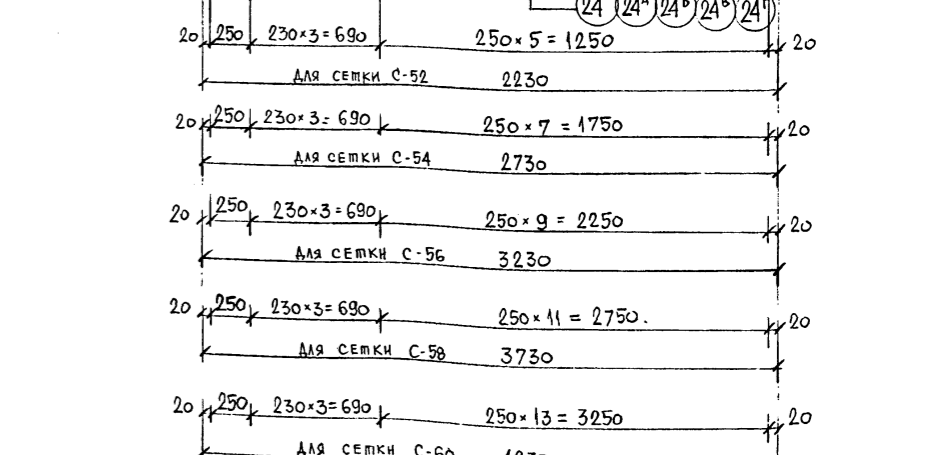 24 24А 24Б 24В 24Г
20 250 230×3=690 250×5=1250 20
ДЛЯ СЕТКИ С-52 2230
20 250 230×3=690 250×7=1750 20
ДЛЯ СЕТКИ С-54 2730
20 250 230×3=690 250×9=2250 20
ДЛЯ СЕТКИ С-56 3230
20 250 230×3=690 250×11=2750. 20
ДЛЯ СЕТКИ С-58 3730
20 250 230×3=690 250×13=3250 20
ДЛЯ СЕТКИ С-60